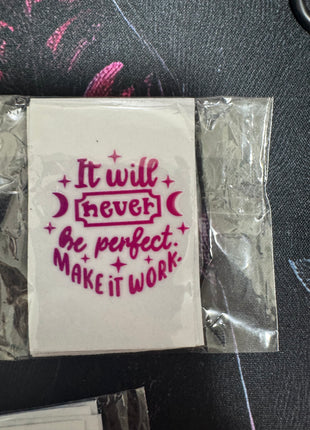 It will
never
be perfect.
MAKE IT WORK.